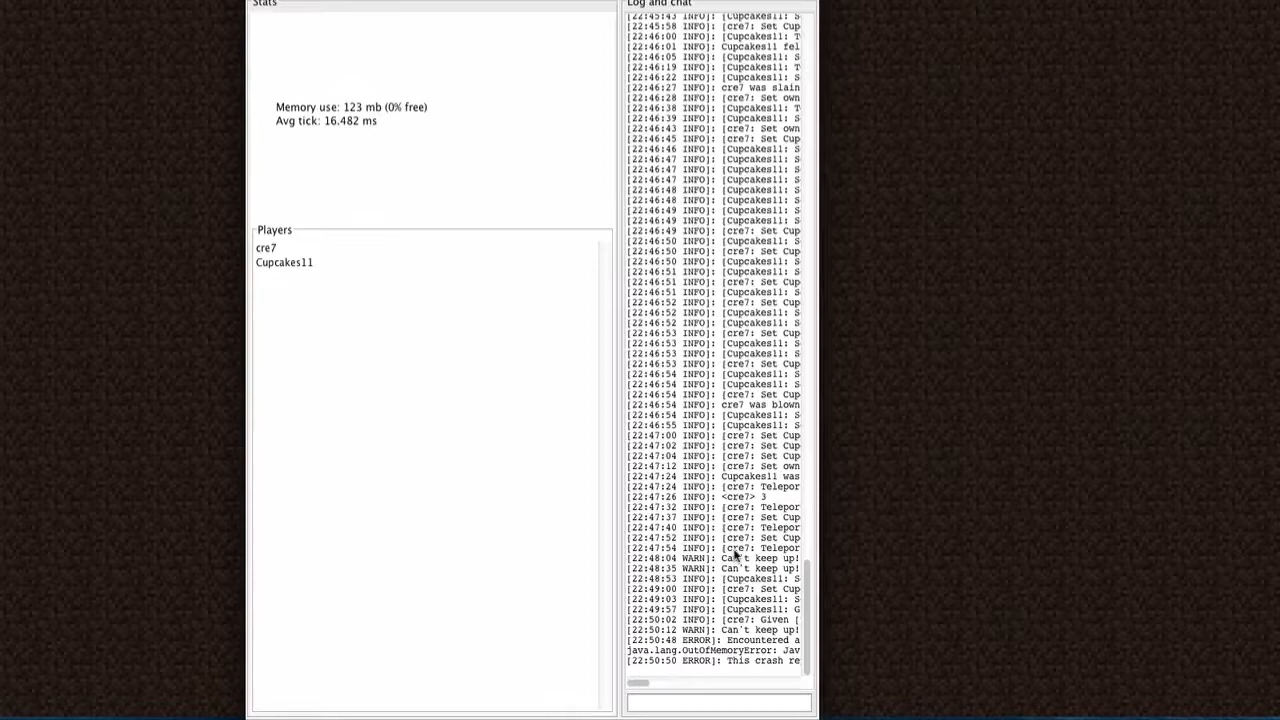 Stats
Memory use: 123 mb (0% free)
Avg tick: 16.482 ms
Players
cre7
Cupcakes11
Log and chat
[22:45:43 INFO]: [Cupcakes11: S
[22:45:58 INFO]: [cre7: Set Cup
[22:46:00 INFO]: [Cupcakes11: T
[22:46:01 INFO]: Cupcakes11 fel
[22:46:05 INFO]: [Cupcakes11: S
[22:46:19 INFO]: [Cupcakes11: T
[22:46:22 INFO]: [Cupcakes11: S
[22:46:27 INFO]: cre7 was slain
[22:46:28 INFO]: [cre7: Set own
[22:46:38 INFO]: [Cupcakes11: T
[22:46:39 INFO]: [Cupcakes11: S
[22:46:43 INFO]: [cre7: Set own
[22:46:45 INFO]: [cre7: Set Cup
[22:46:46 INFO]: [Cupcakes11: S
[22:46:47 INFO]: [Cupcakes11: S
[22:46:47 INFO]: [Cupcakes11: S
[22:46:47 INFO]: [Cupcakes11: S
[22:46:48 INFO]: [Cupcakes11: S
[22:46:48 INFO]: [Cupcakes11: S
[22:46:49 INFO]: [Cupcakes11: S
[22:46:49 INFO]: [Cupcakes11: S
[22:46:49 INFO]: [cre7: Set Cup
[22:46:50 INFO]: [Cupcakes11: S
[22:46:50 INFO]: [cre7: Set Cup
[22:46:50 INFO]: [Cupcakes11: S
[22:46:51 INFO]: [Cupcakes11: S
[22:46:51 INFO]: [cre7: Set Cup
[22:46:51 INFO]: [Cupcakes11: S
[22:46:52 INFO]: [cre7: Set Cup
[22:46:52 INFO]: [Cupcakes11: S
[22:46:52 INFO]: [Cupcakes11: S
[22:46:53 INFO]: [cre7: Set Cup
[22:46:53 INFO]: [Cupcakes11: S
[22:46:53 INFO]: [Cupcakes11: S
[22:46:53 INFO]: [cre7: Set Cup
[22:46:54 INFO]: [Cupcakes11: S
[22:46:54 INFO]: [Cupcakes11: S
[22:46:54 INFO]: [cre7: Set Cup
[22:46:54 INFO]: cre7 was blown
[22:46:54 INFO]: [Cupcakes11: S
[22:46:55 INFO]: [Cupcakes11: S
[22:47:00 INFO]: [cre7: Set Cup
[22:47:02 INFO]: [cre7: Set Cup
[22:47:04 INFO]: [cre7: Set Cup
[22:47:12 INFO]: [cre7: Set own
[22:47:24 INFO]: Cupcakes11 was
[22:47:24 INFO]: [cre7: Telepor
[22:47:26 INFO]: <cre7> 3
[22:47:32 INFO]: [cre7: Telepor
[22:47:37 INFO]: [cre7: Set Cup
[22:47:40 INFO]: [cre7: Telepor
[22:47:52 INFO]: [cre7: Set Cup
[22:47:54 INFO]: [cre7: Telepor
[22:48:04 WARN]: Can't keep up!
[22:48:35 WARN]: Can't keep up!
[22:48:53 INFO]: [Cupcakes11: S
[22:49:00 INFO]: [cre7: Set Cup
[22:49:03 INFO]: [Cupcakes11: S
[22:49:57 INFO]: [Cupcakes11: G
[22:50:02 INFO]: [cre7: Given [
[22:50:12 WARN]: Can't keep up!
[22:50:48 ERROR]: Encountered a
java.lang.OutOfMemoryError: Jav
[22:50:50 ERROR]: This crash re